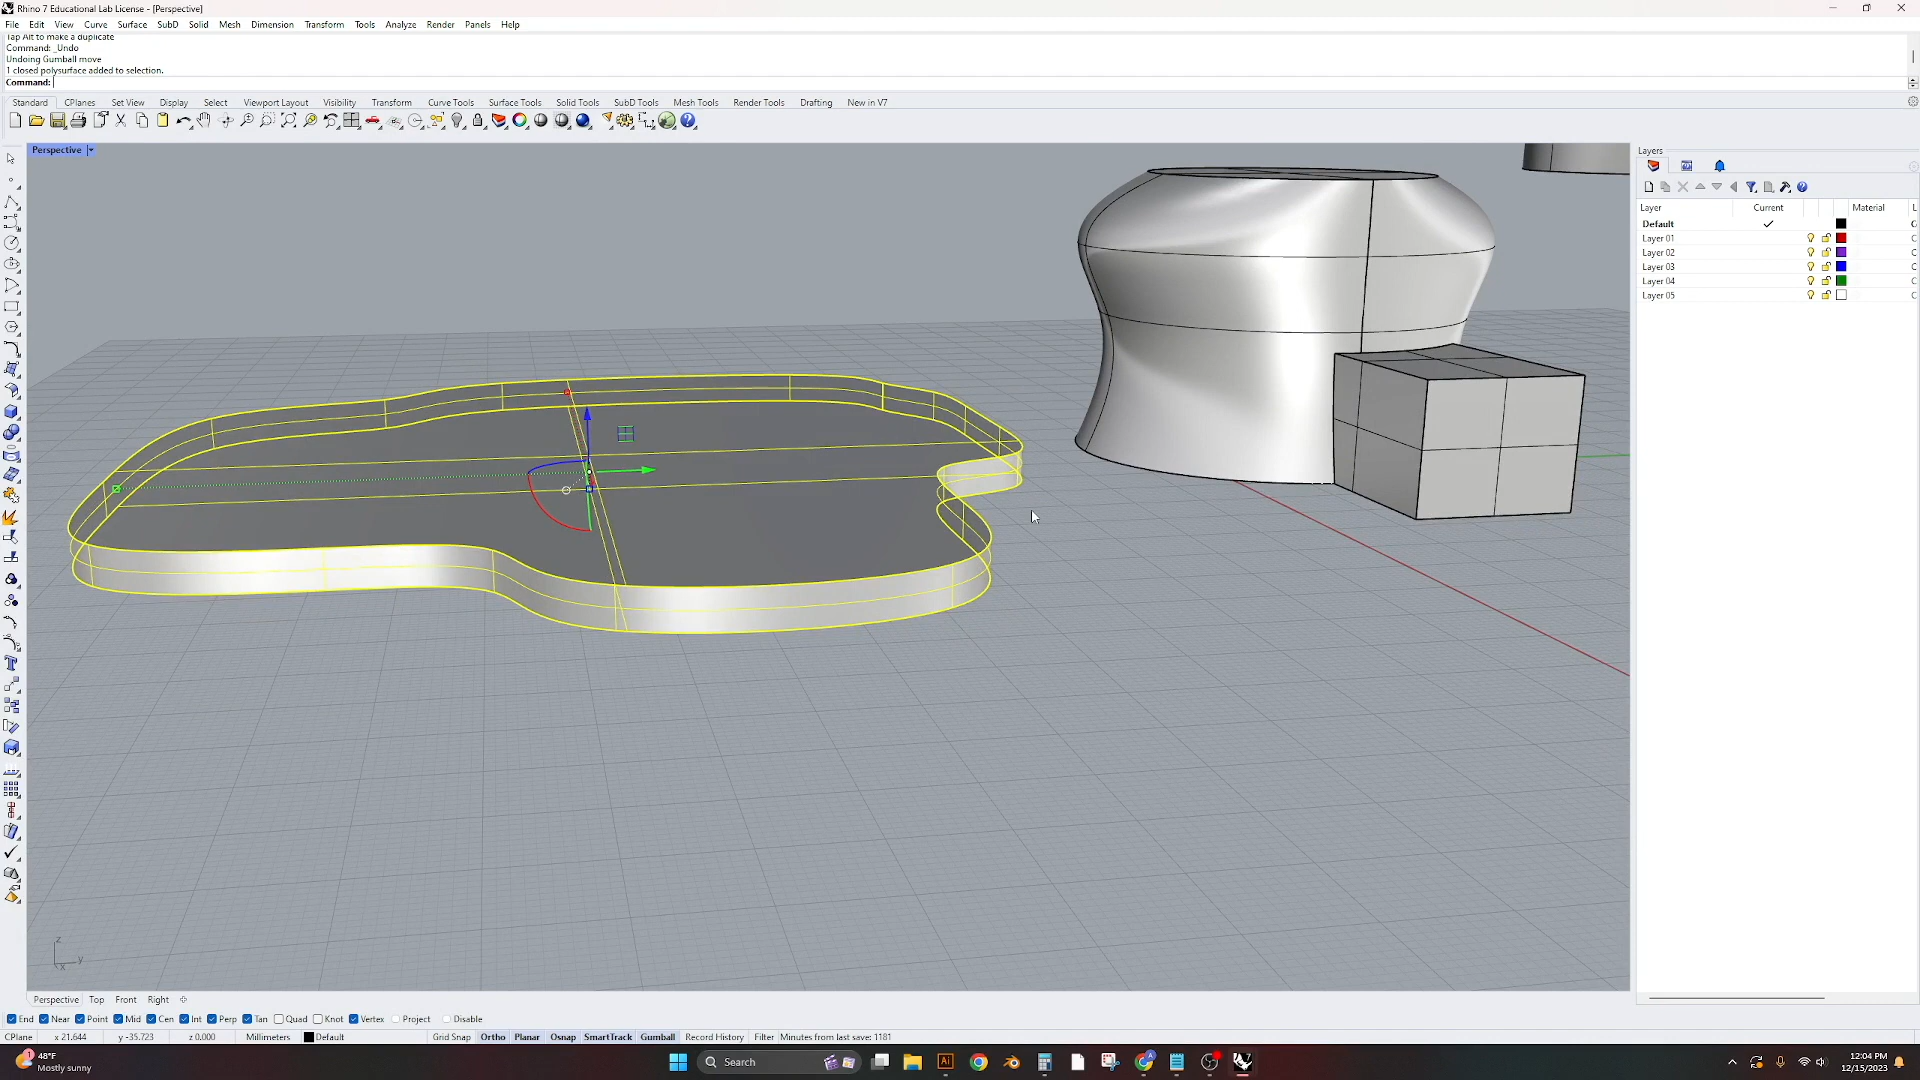 Rhino 7 Educational Lab License - [Perspective]
File Edit View Curve Surface SubD Solid Mesh Dimension Transform Tools Analyze Render Panels Help
Tap Alt to make a duplicate
Command: _Undo
Undoing Gumball move
1 closed polysurface added to selection.
Command:
Standard CPlanes Set View Display Select Viewport Layout Visibility Transform Curve Tools Surface Tools Solid Tools SubD Tools Mesh Tools Render Tools Drafting New in V7
Perspective
Layers
Layer Current Material L
Default C
Layer 01 C
Layer 02 C
Layer 03 C
Layer 04 C
Layer 05 C
z
y
x
Perspective Top Front Right
End Near Point Mid Cen Int Perp Tan Quad Knot Vertex Project Disable
CPlane x 21.644 y -35.723 z 0.000 Millimeters Default Grid Snap Ortho Planar Osnap SmartTrack Gumball Record History Filter Minutes from last save: 1181
1
48°F
Mostly sunny
Search
Ai
A
12:04 PM
12/15/2023